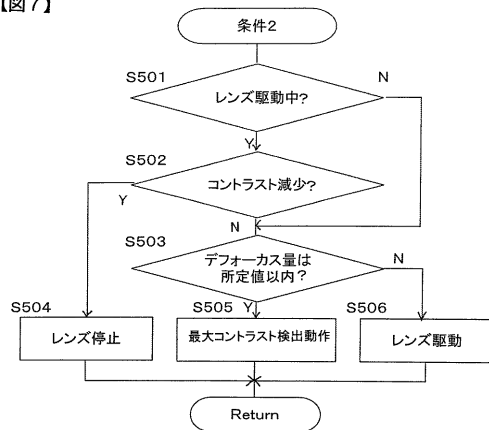 【図7】
条件2
S501
レンズ駆動中?
N
Y
S502
コントラスト減少?
Y
N
S503
デフォーカス量は
所定値以内?
N
S504
S505
Y
S506
レンズ停止
最大コントラスト検出動作
レンズ駆動
Return